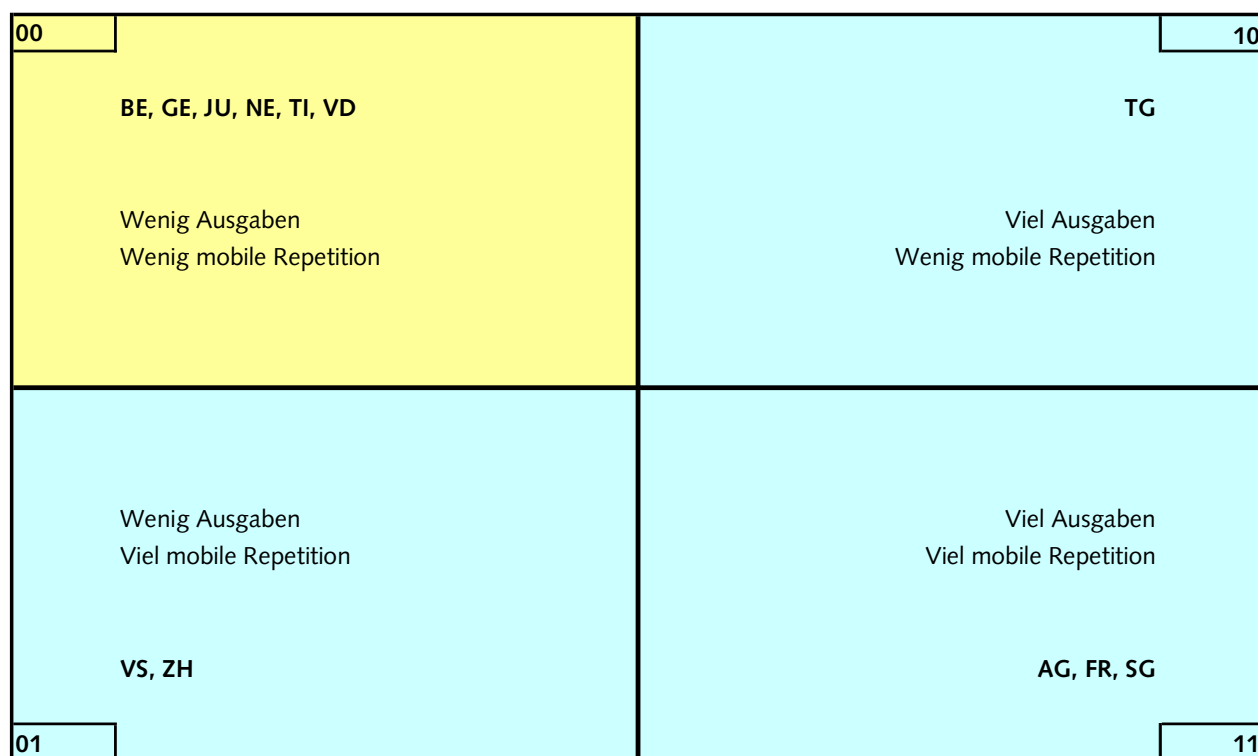 00
10
BE, GE, JU, NE, TI, VD
TG
Wenig Ausgaben
Wenig mobile Repetition
Viel Ausgaben
Wenig mobile Repetition
Wenig Ausgaben
Viel mobile Repetition
Viel Ausgaben
Viel mobile Repetition
VS, ZH
AG, FR, SG
01
11